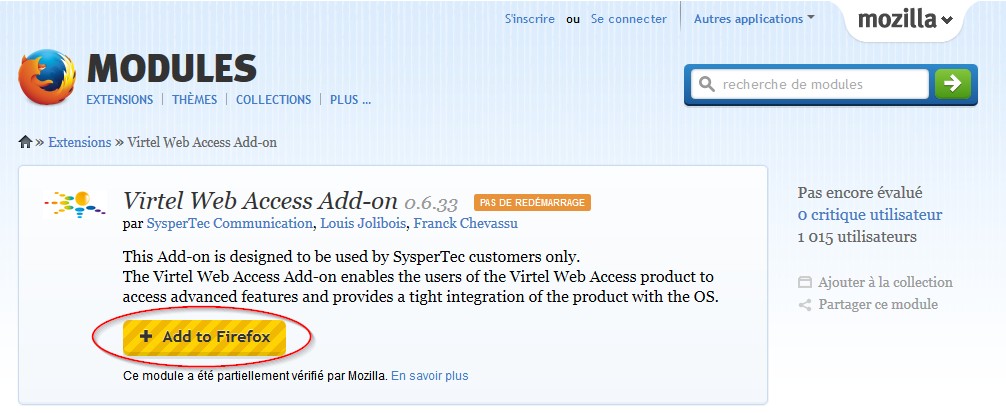 S'inscrire ou Se connecter Autres applications mozilla
MODULES
EXTENSIONS THÈMES COLLECTIONS PLUS ...
recherche de modules
» Extensions » Virtel Web Access Add-on
Virtel Web Access Add-on 0.6.33 PAS DE REDÉMARRAGE
par SysperTec Communication, Louis Jolibois, Franck Chevassu
This Add-on is designed to be used by SysperTec customers only.
The Virtel Web Access Add-on enables the users of the Virtel Web Access product to
access advanced features and provides a tight integration of the product with the OS.
+ Add to Firefox
Ce module a été partiellement vérifié par Mozilla. En savoir plus
Pas encore évalué
0 critique utilisateur
1 015 utilisateurs
Ajouter à la collection
Partager ce module